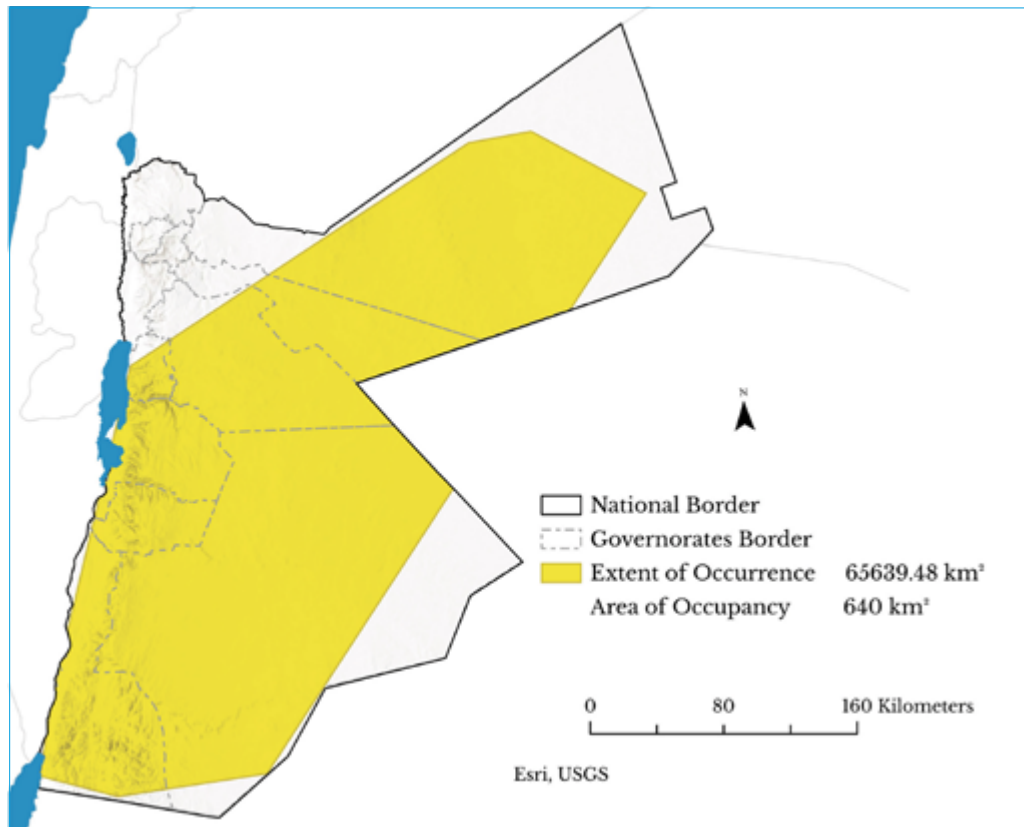 N
National Border
Governorates Border
Extent of Occurrence 65639.48 km²
Area of Occupancy 640 km²
0 80 160 Kilometers
Esri, USGS